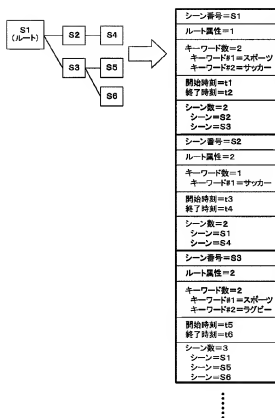 S1
(ルート)
S2
S4
S3
S5
S6
シーン番号=S1
ルート属性=1
キーワード数=2
キーワード#1=スポーツ
キーワード#2=サッカー
開始時刻=t1
終了時刻=t2
シーン数=2
シーン=S2
シーン=S3
シーン番号=S2
ルート属性=2
キーワード数=1
キーワード#1=サッカー
開始時刻=t3
終了時刻=t4
シーン数=2
シーン=S1
シーン=S4
シーン番号=S3
ルート属性=2
キーワード数=2
キーワード#1=スポーツ
キーワード#2=ラグビー
開始時刻=t5
終了時刻=t6
シーン数=3
シーン=S1
シーン=S5
シーン=S6